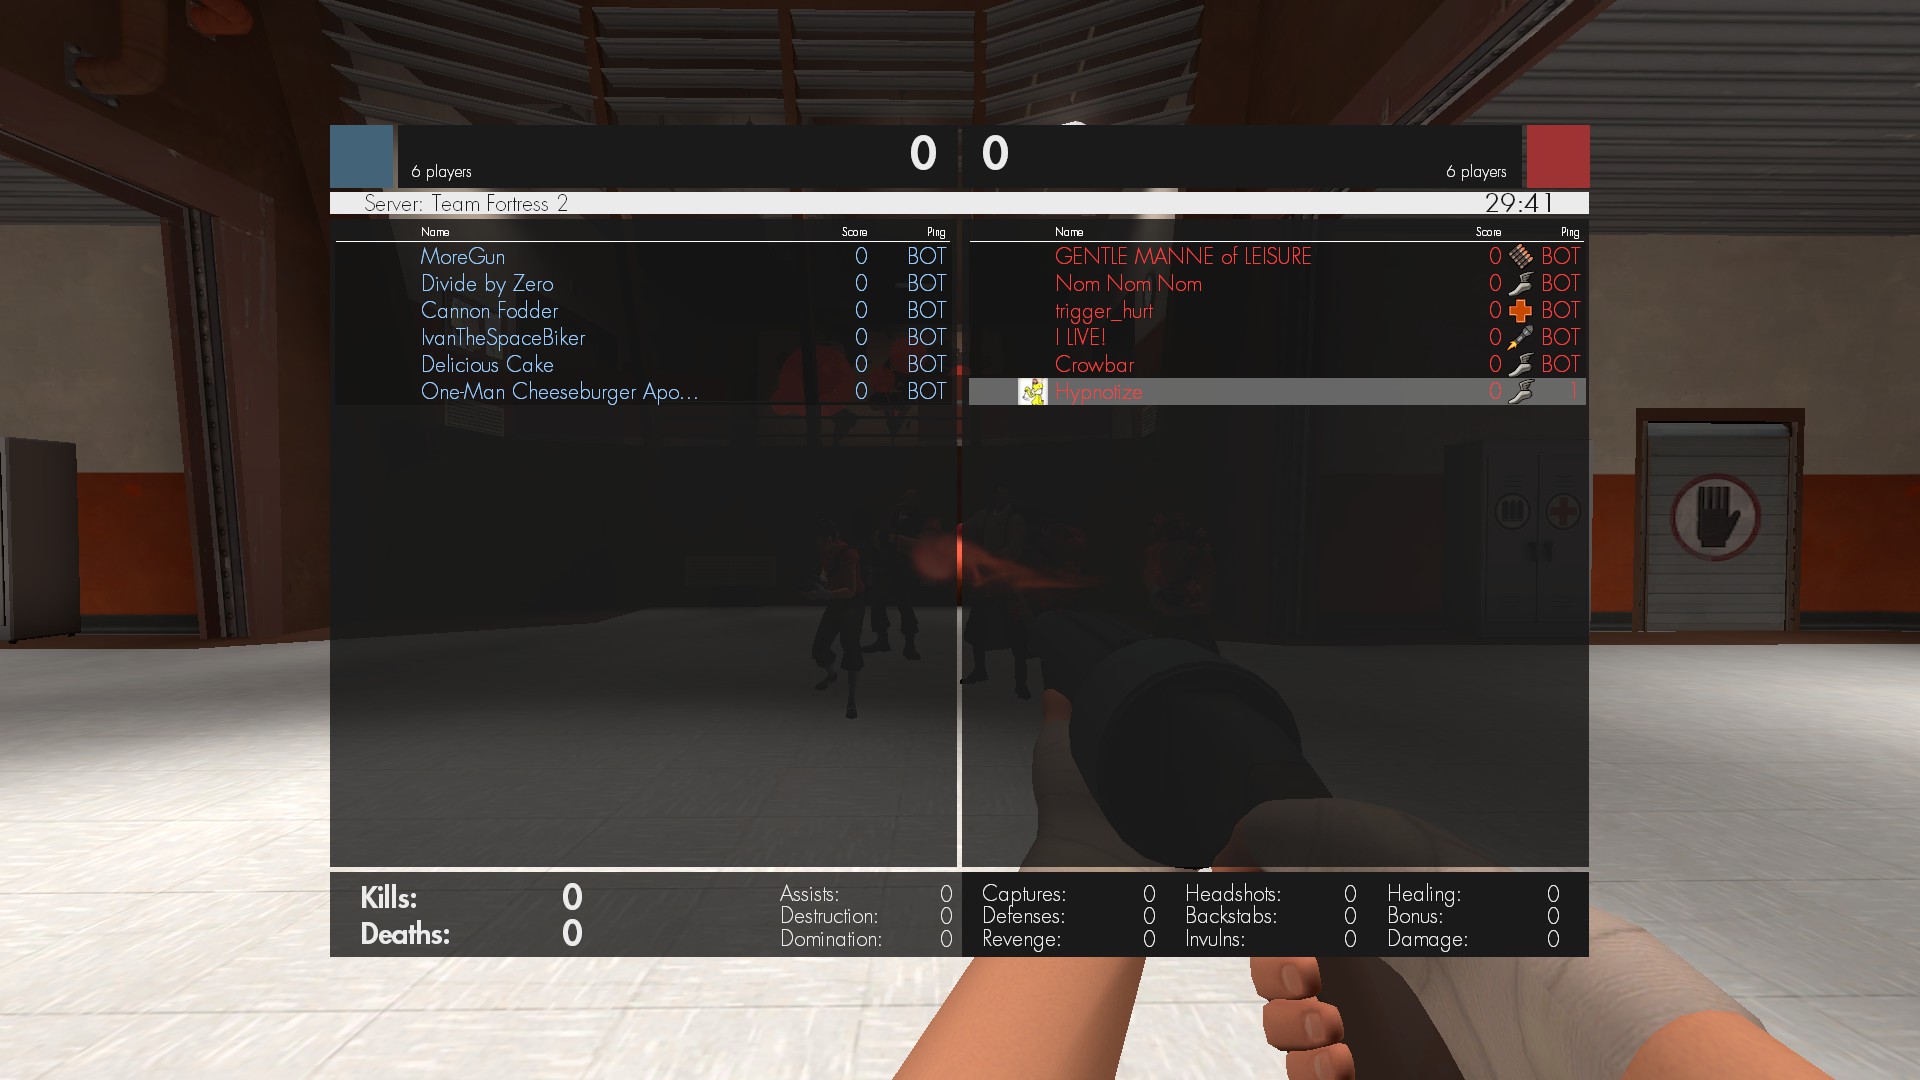 0 0
6 players 6 players
Server: Team Fortress 2 29:41
Name Score Ping Name Score Ping
MoreGun 0 BOT GENTLE MANNE of LEISURE 0 BOT
Divide by Zero 0 BOT Nom Nom Nom 0 BOT
Cannon Fodder 0 BOT trigger_hurt 0 BOT
IvanTheSpaceBiker 0 BOT I LIVE! 0 BOT
Delicious Cake 0 BOT Crowbar 0 BOT
One-Man Cheeseburger Apo... 0 BOT Hypnotize 0 1
Kills: 0 Assists: 0 Captures: 0 Headshots: 0 Healing: 0
Destruction: 0 Defenses: 0 Backstabs: 0 Bonus: 0
Deaths: 0 Domination: 0 Revenge: 0 Invulns: 0 Damage: 0